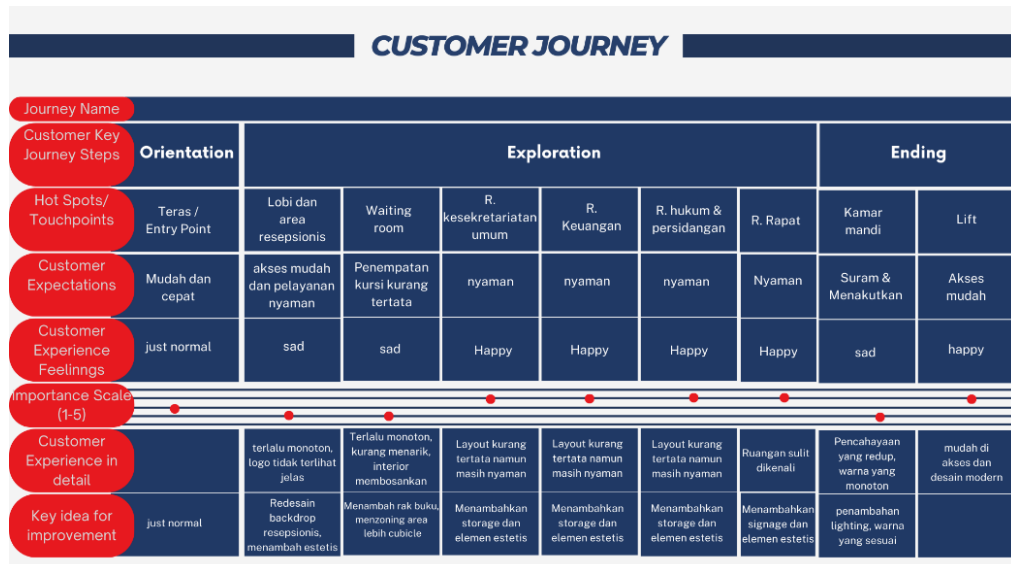 CUSTOMER JOURNEY
Journey Name
Customer Key
Journey Steps
Orientation
Exploration
Ending
Hot Spots/
Touchpoints
Teras /
Entry Point
Lobi dan
area
resepsionis
Waiting
room
R.
kesekretariatan
umum
R.
Keuangan
R. hukum &
persidangan
R. Rapat
Kamar
mandi
Lift
Customer
Expectations
Mudah dan
cepat
akses mudah
dan pelayanan
nyaman
Penempatan
kursi kurang
tertata
nyaman
nyaman
nyaman
Nyaman
Suram &
Menakutkan
Akses
mudah
Customer
Experience
Feelinngs
just normal
sad
sad
Happy
Happy
Happy
Happy
sad
happy
Importance Scale
(1-5)
Customer
Experience in
detail
terlalu monoton,
logo tidak terlihat
jelas
Terlalu monoton,
kurang menarik,
interior
membosankan
Layout kurang
tertata namun
masih nyaman
Layout kurang
tertata namun
masih nyaman
Layout kurang
tertata namun
masih nyaman
Ruangan sulit
dikenali
Pencahayaan
yang redup,
warna yang
monoton
mudah di
akses dan
desain modern
Key idea for
improvement
just normal
Redesain
backdrop
resepsionis,
menambah estetis
Menambah rak buku,
menzoning area
lebih cubicle
Menambahkan
storage dan
elemen estetis
Menambahkan
storage dan
elemen estetis
Menambahkan
storage dan
elemen estetis
Menambahkan
signage dan
elemen estetis
penambahan
lighting, warna
yang sesuai